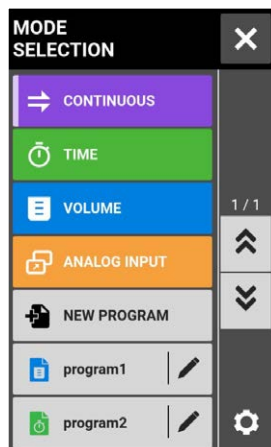 MODE
SELECTION
CONTINUOUS
TIME
VOLUME
1 / 1
ANALOG INPUT
NEW PROGRAM
program1
program2